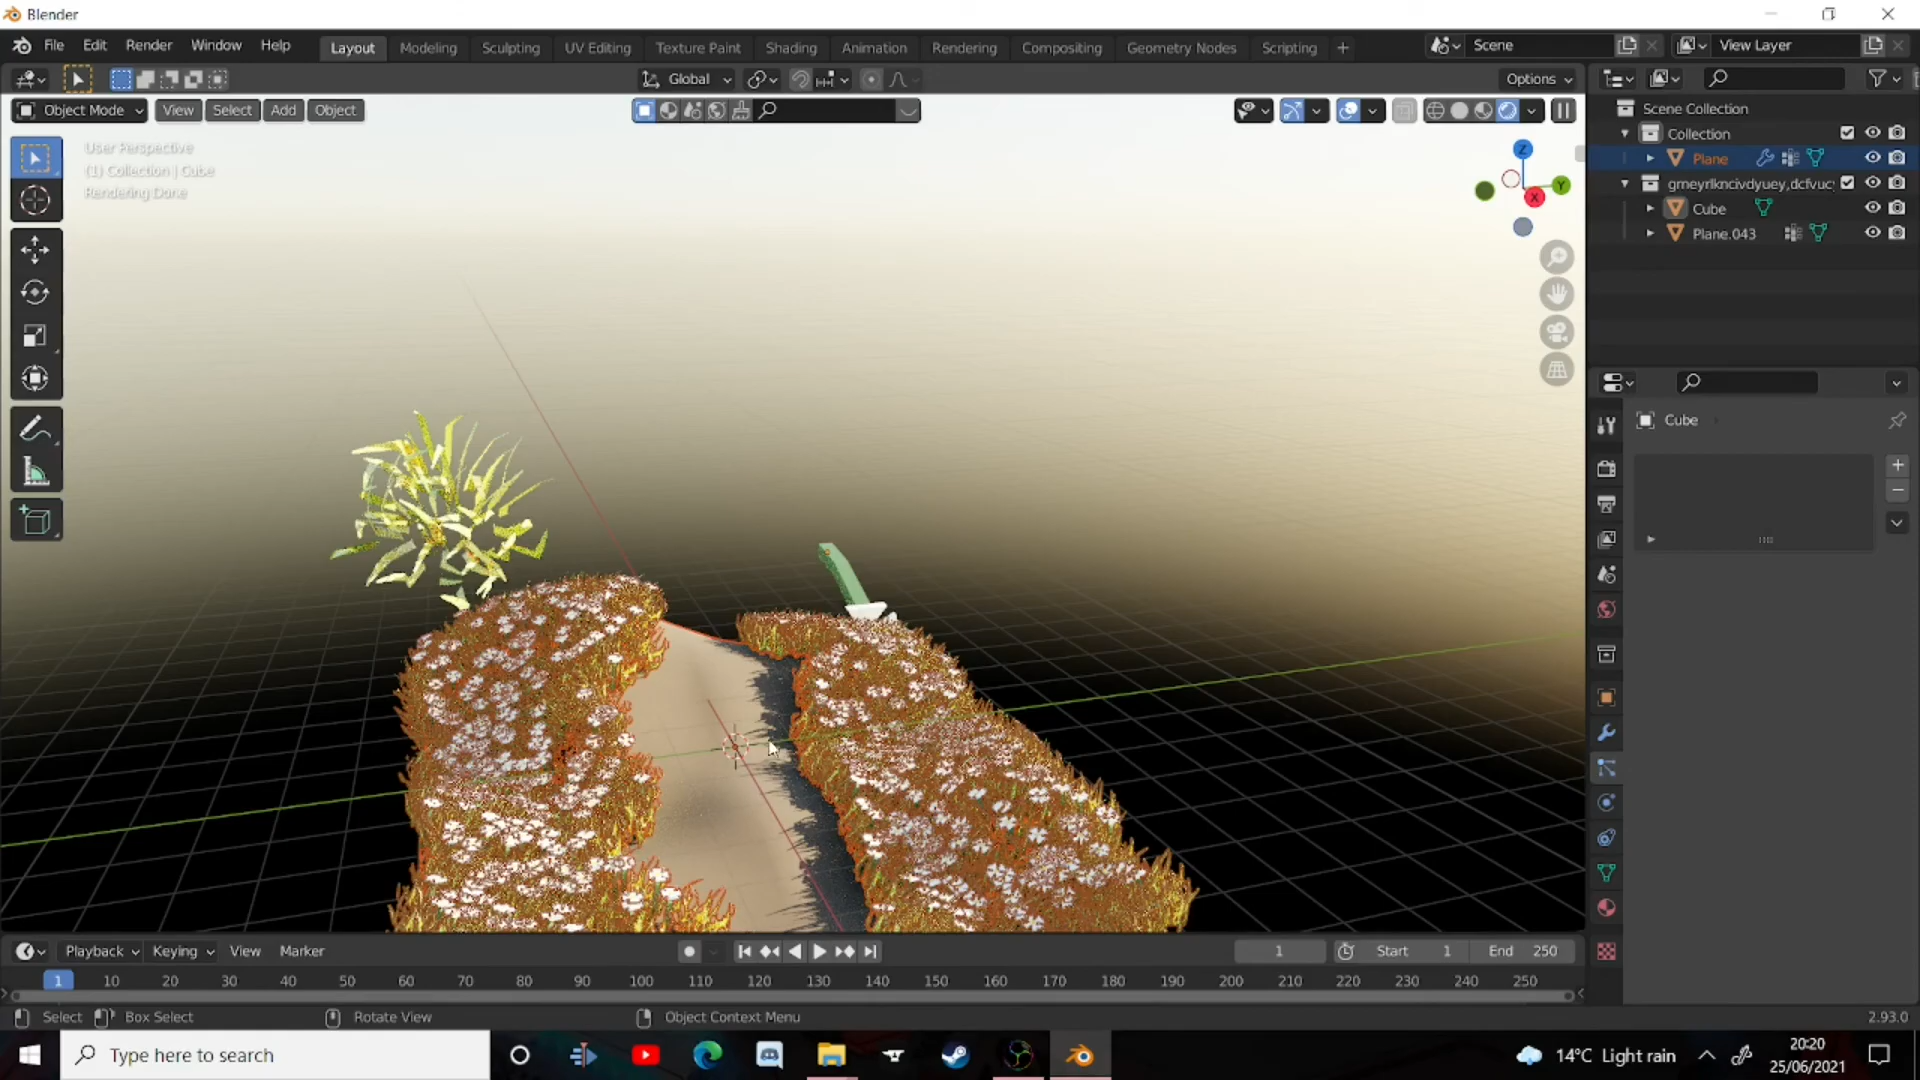 Blender
File Edit Render Window Help
Layout Modeling Sculpting UV Editing Texture Paint Shading Animation Rendering Compositing Geometry Nodes Scripting +
Scene
View Layer
Global
Options
Object Mode View Select Add Object
User Perspective
(1) Collection | Cube
Rendering Done
Z
Y
X
Scene Collection
Collection
Plane
Cube
Plane.043
Cube
Playback Keying View Marker
1
Start 1
End 250
1 10 20 30 40 50 60 70 80 90 100 110 120 130 140 150 160 170 180 190 200 210 220 230 240 250
Select Box Select Rotate View Object Context Menu
2.93.0
Type here to search
14°C Light rain
20:20
25/06/2021